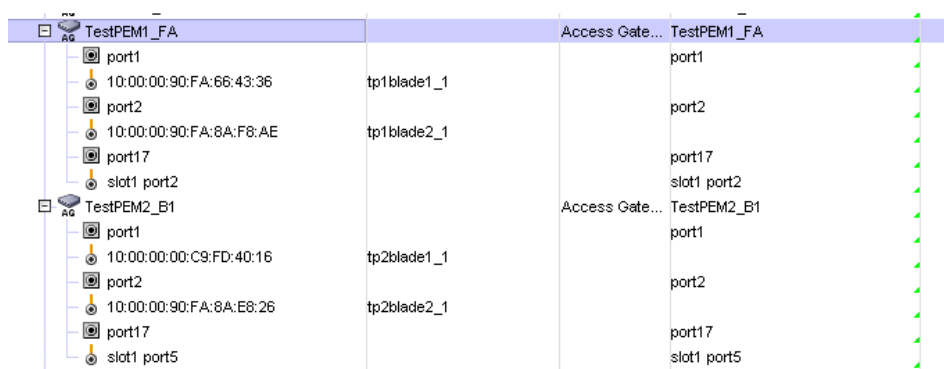 TestPEM1_FA Access Gate... TestPEM1_FA
AG
port1 port1
10:00:00:90:FA:66:43:36 tp1blade1_1
port2 port2
10:00:00:90:FA:8A:F8:AE tp1blade2_1
port17 port17
slot1 port2 slot1 port2
TestPEM2_B1 Access Gate... TestPEM2_B1
AG
port1 port1
10:00:00:00:C9:FD:40:16 tp2blade1_1
port2 port2
10:00:00:90:FA:8A:E8:26 tp2blade2_1
port17 port17
slot1 port5 slot1 port5